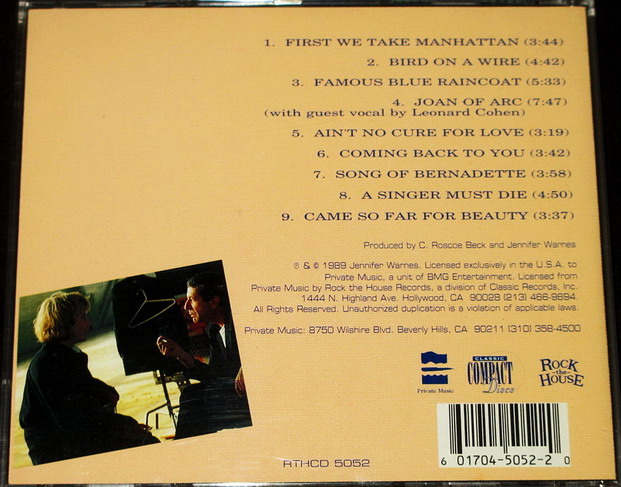 1. FIRST WE TAKE MANHATTAN (3:44)
2. BIRD ON A WIRE (4:42)
3. FAMOUS BLUE RAINCOAT (5:33)
4. JOAN OF ARC (7:47)
(with guest vocal by Leonard Cohen)
5. AIN'T NO CURE FOR LOVE (3:19)
6. COMING BACK TO YOU (3:42)
7. SONG OF BERNADETTE (3:58)
8. A SINGER MUST DIE (4:50)
9. CAME SO FAR FOR BEAUTY (3:37)
Produced by C. Roscoe Beck and Jennifer Warnes
℗ & © 1989 Jennifer Warnes. Licensed exclusively in the U.S.A. to
Private Music, a unit of BMG Entertainment. Licensed from
Private Music by Rock the House Records, a division of Classic Records, Inc.
1444 N. Highland Ave. Hollywood, CA 90028 (213) 466-9694.
All Rights Reserved. Unauthorized duplication is a violation of applicable laws.
Private Music: 8750 Wilshire Blvd. Beverly Hills, CA 90211 (310) 358-4500
Private Music
CLASSIC
COMPACT
Discs
ROCK
-the-
HOUSE
RTHCD 5052
6 01704-5052-2 0